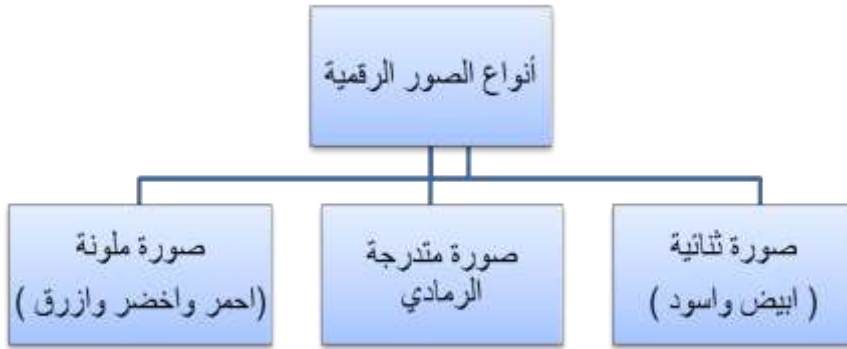 أنواع الصور الرقمية
صورة ثنائية
( ابيض واسود )
صورة متدرجة
الرمادي
صورة ملونة
(احمر واخضر وازرق )